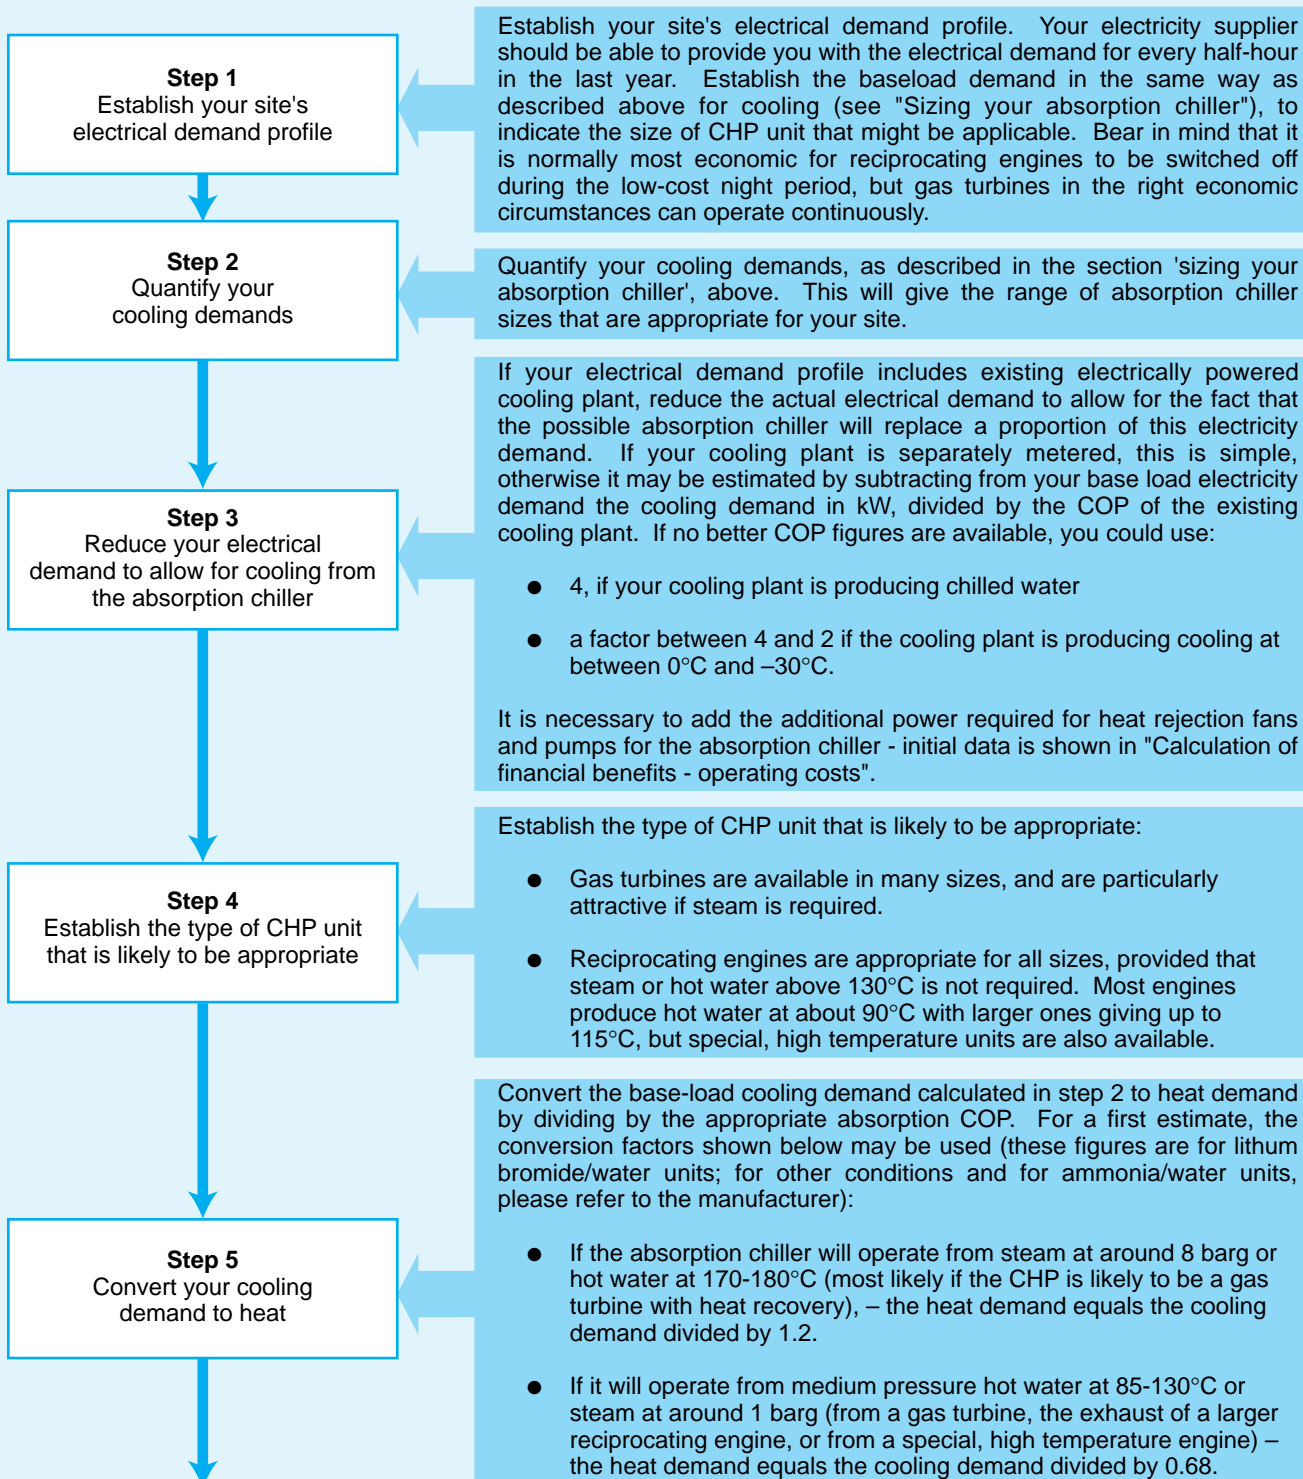 Step 1
Establish your site's
electrical demand profile
Establish your site's electrical demand profile. Your electricity supplier
should be able to provide you with the electrical demand for every half-hour
in the last year. Establish the baseload demand in the same way as
described above for cooling (see "Sizing your absorption chiller"), to
indicate the size of CHP unit that might be applicable. Bear in mind that it
is normally most economic for reciprocating engines to be switched off
during the low-cost night period, but gas turbines in the right economic
circumstances can operate continuously.
Step 2
Quantify your
cooling demands
Quantify your cooling demands, as described in the section 'sizing your
absorption chiller', above. This will give the range of absorption chiller
sizes that are appropriate for your site.
Step 3
Reduce your electrical
demand to allow for cooling from
the absorption chiller
If your electrical demand profile includes existing electrically powered
cooling plant, reduce the actual electrical demand to allow for the fact that
the possible absorption chiller will replace a proportion of this electricity
demand. If your cooling plant is separately metered, this is simple,
otherwise it may be estimated by subtracting from your base load electricity
demand the cooling demand in kW, divided by the COP of the existing
cooling plant. If no better COP figures are available, you could use:
● 4, if your cooling plant is producing chilled water
● a factor between 4 and 2 if the cooling plant is producing cooling at
between 0°C and –30°C.
It is necessary to add the additional power required for heat rejection fans
and pumps for the absorption chiller - initial data is shown in "Calculation of
financial benefits - operating costs".
Step 4
Establish the type of CHP unit
that is likely to be appropriate
Establish the type of CHP unit that is likely to be appropriate:
● Gas turbines are available in many sizes, and are particularly
attractive if steam is required.
● Reciprocating engines are appropriate for all sizes, provided that
steam or hot water above 130°C is not required. Most engines
produce hot water at about 90°C with larger ones giving up to
115°C, but special, high temperature units are also available.
Step 5
Convert your cooling
demand to heat
Convert the base-load cooling demand calculated in step 2 to heat demand
by dividing by the appropriate absorption COP. For a first estimate, the
conversion factors shown below may be used (these figures are for lithum
bromide/water units; for other conditions and for ammonia/water units,
please refer to the manufacturer):
● If the absorption chiller will operate from steam at around 8 barg or
hot water at 170-180°C (most likely if the CHP is likely to be a gas
turbine with heat recovery), – the heat demand equals the cooling
demand divided by 1.2.
● If it will operate from medium pressure hot water at 85-130°C or
steam at around 1 barg (from a gas turbine, the exhaust of a larger
reciprocating engine, or from a special, high temperature engine) –
the heat demand equals the cooling demand divided by 0.68.